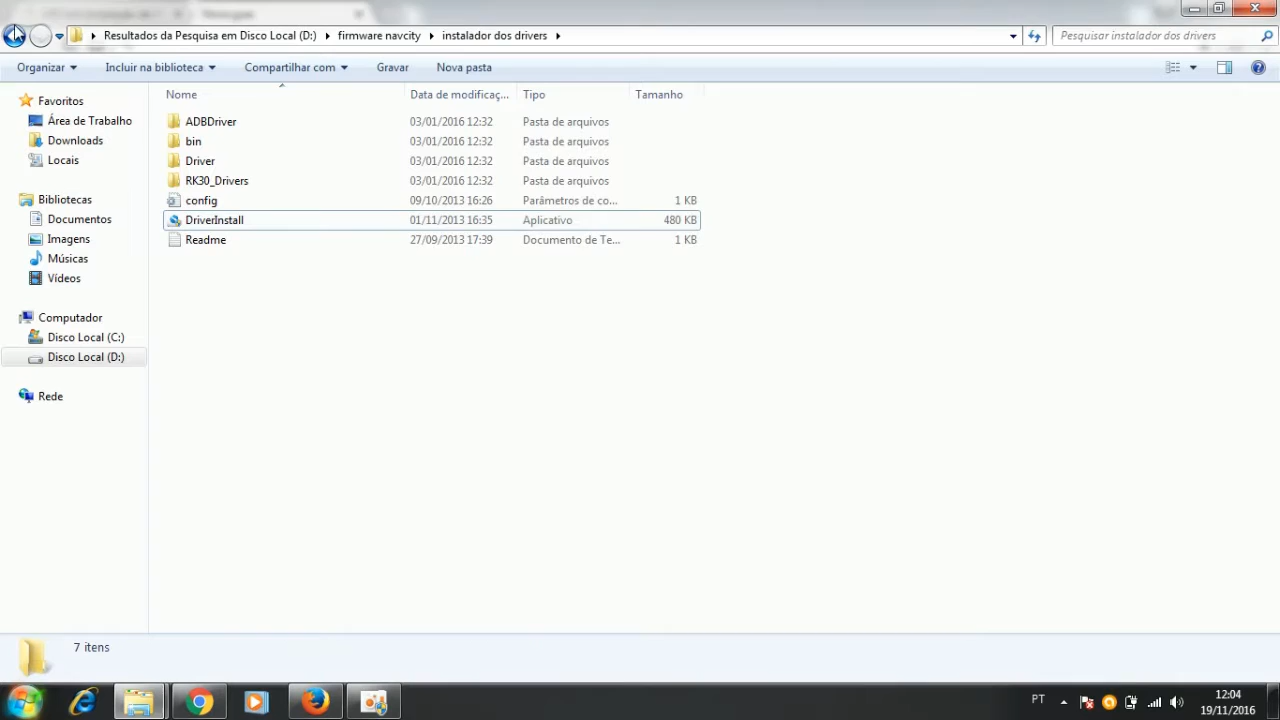 Resultados da Pesquisa em Disco Local (D:) firmware navcity instalador dos drivers Pesquisar instalador dos drivers
Organizar Incluir na biblioteca Compartilhar com Gravar Nova pasta
Favoritos
Área de Trabalho
Downloads
Locais
Bibliotecas
Documentos
Imagens
Músicas
Vídeos
Computador
Disco Local (C:)
Disco Local (D:)
Rede
Nome Data de modificaç... Tipo Tamanho
ADBDriver 03/01/2016 12:32 Pasta de arquivos
bin 03/01/2016 12:32 Pasta de arquivos
Driver 03/01/2016 12:32 Pasta de arquivos
RK30_Drivers 03/01/2016 12:32 Pasta de arquivos
config 09/10/2013 16:26 Parâmetros de co... 1 KB
DriverInstall 01/11/2013 16:35 Aplicativo 480 KB
Readme 27/09/2013 17:39 Documento de Te... 1 KB
7 itens
PT 12:04
19/11/2016